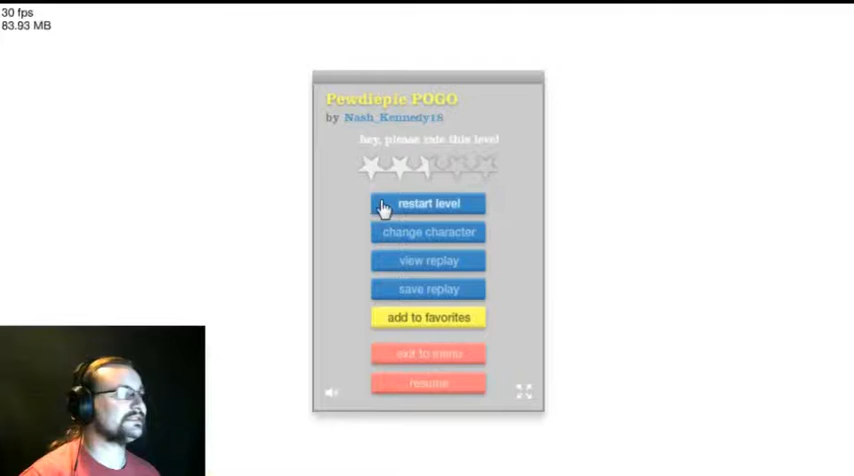 30 fps
83.93 MB
Pewdiepie POGO
by Nash_Kennedy18
hey, please rate this level
restart level
change character
view replay
save replay
add to favorites
exit to menu
resume